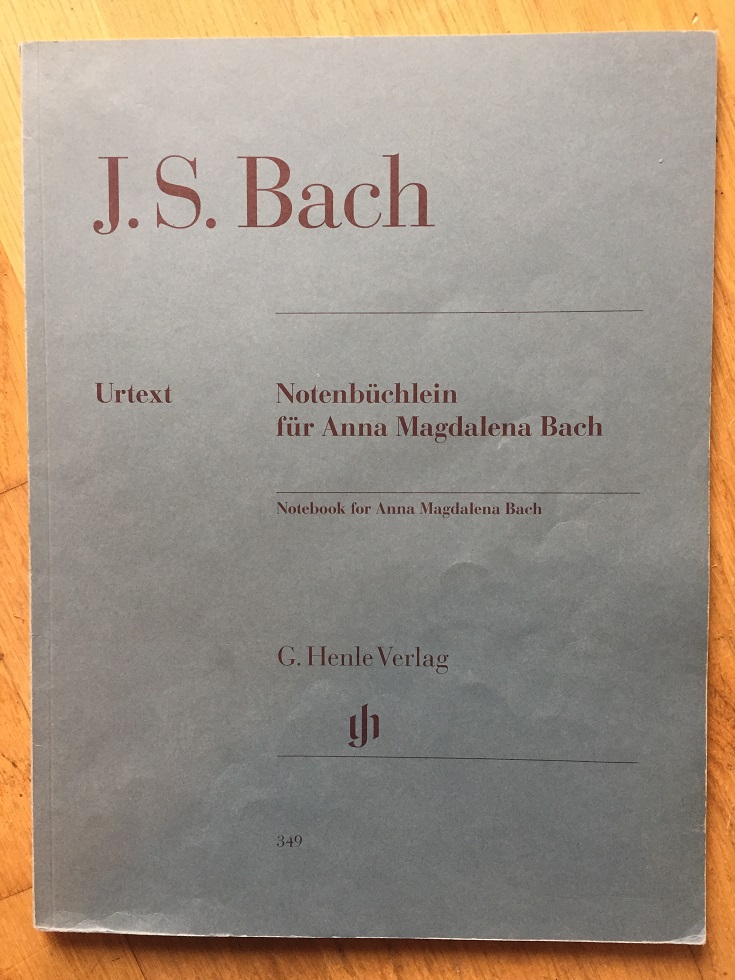 J. S. Bach
Urtext
Notenbüchlein
für Anna Magdalena Bach
Notebook for Anna Magdalena Bach
G. Henle Verlag
349